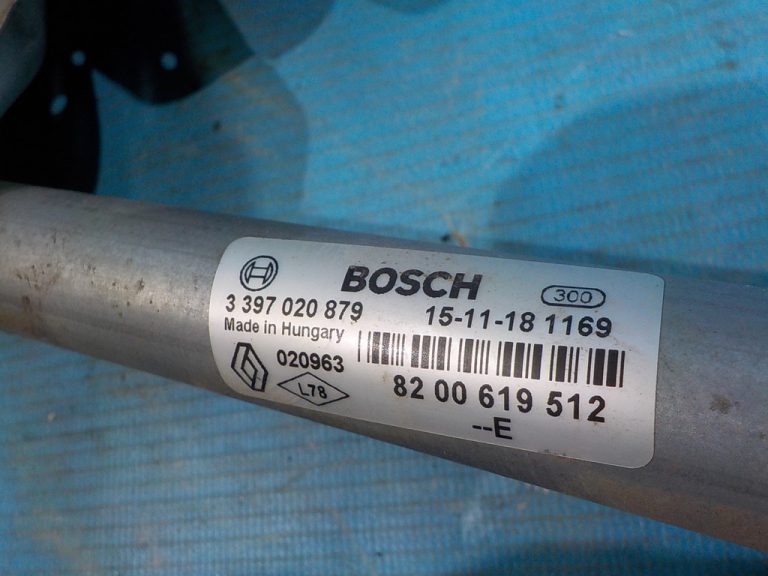 BOSCH 300
3 397 020 879 15-11-18 1169
Made in Hungary
020963
L78
82 00 619 512
--E